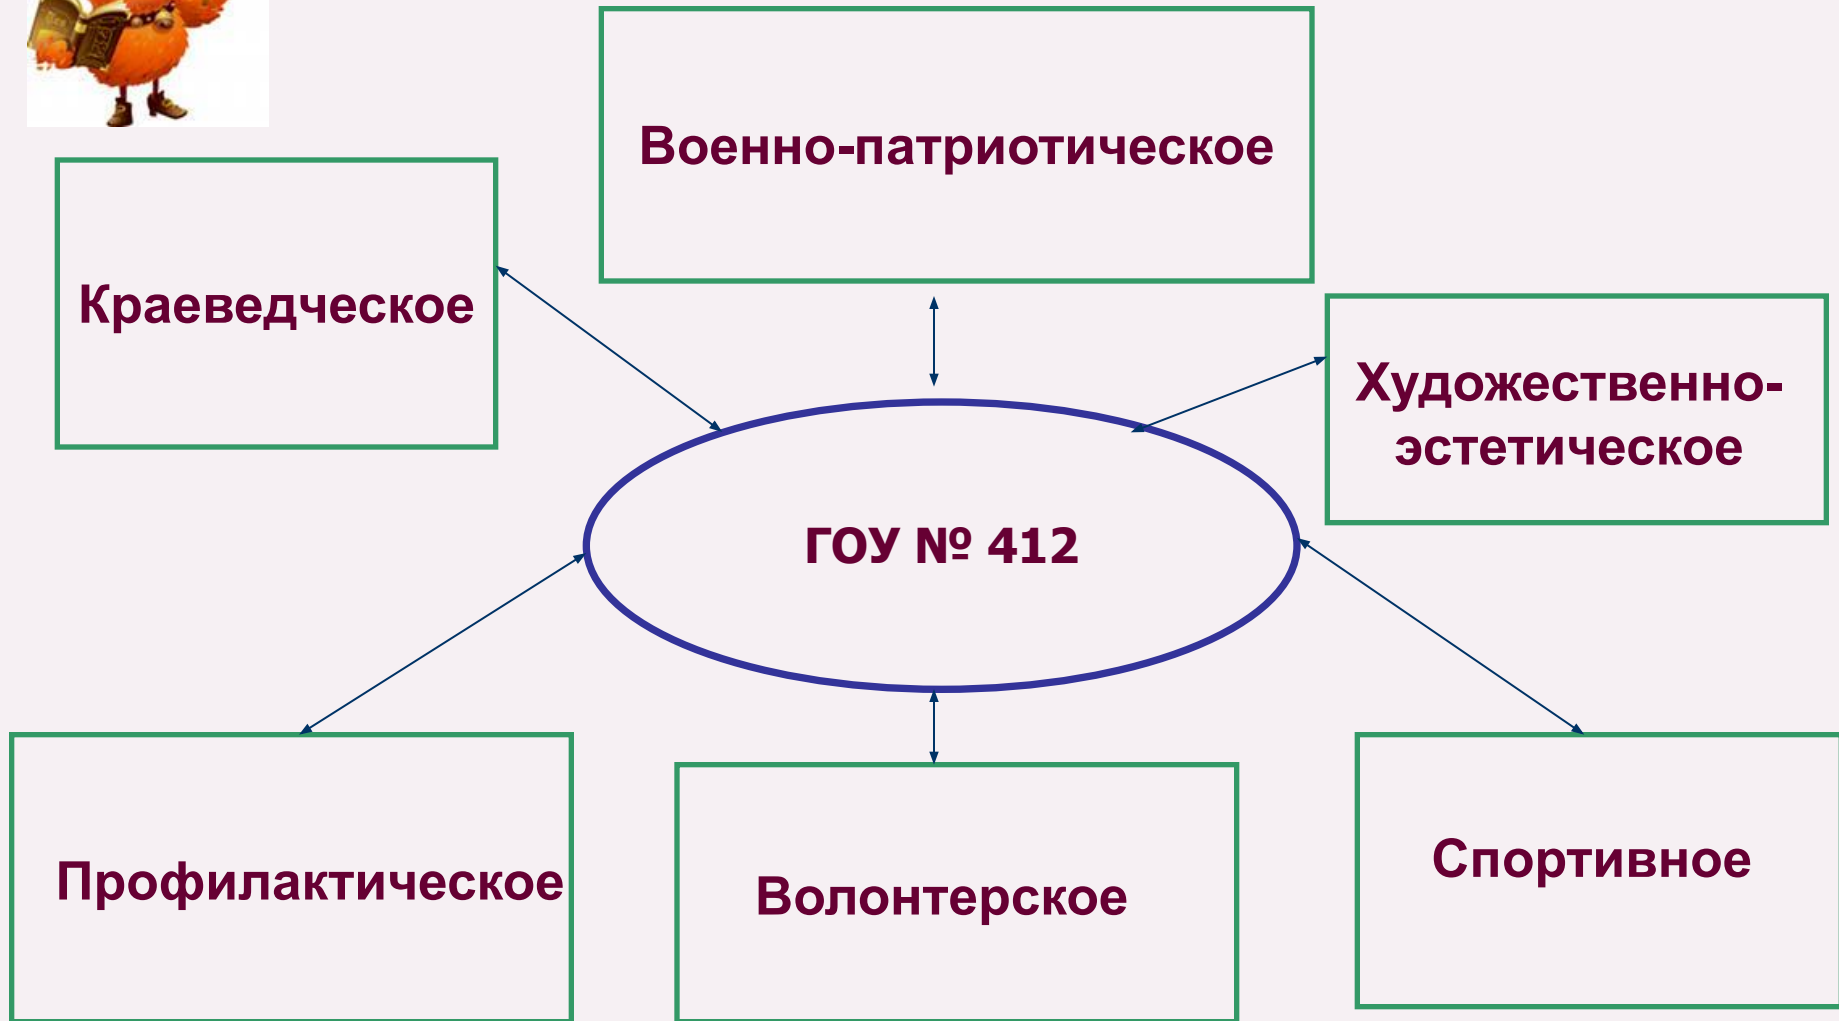 Военно-патриотическое
Краеведческое
Художественно-
эстетическое
ГОУ № 412
Профилактическое
Волонтерское
Спортивное